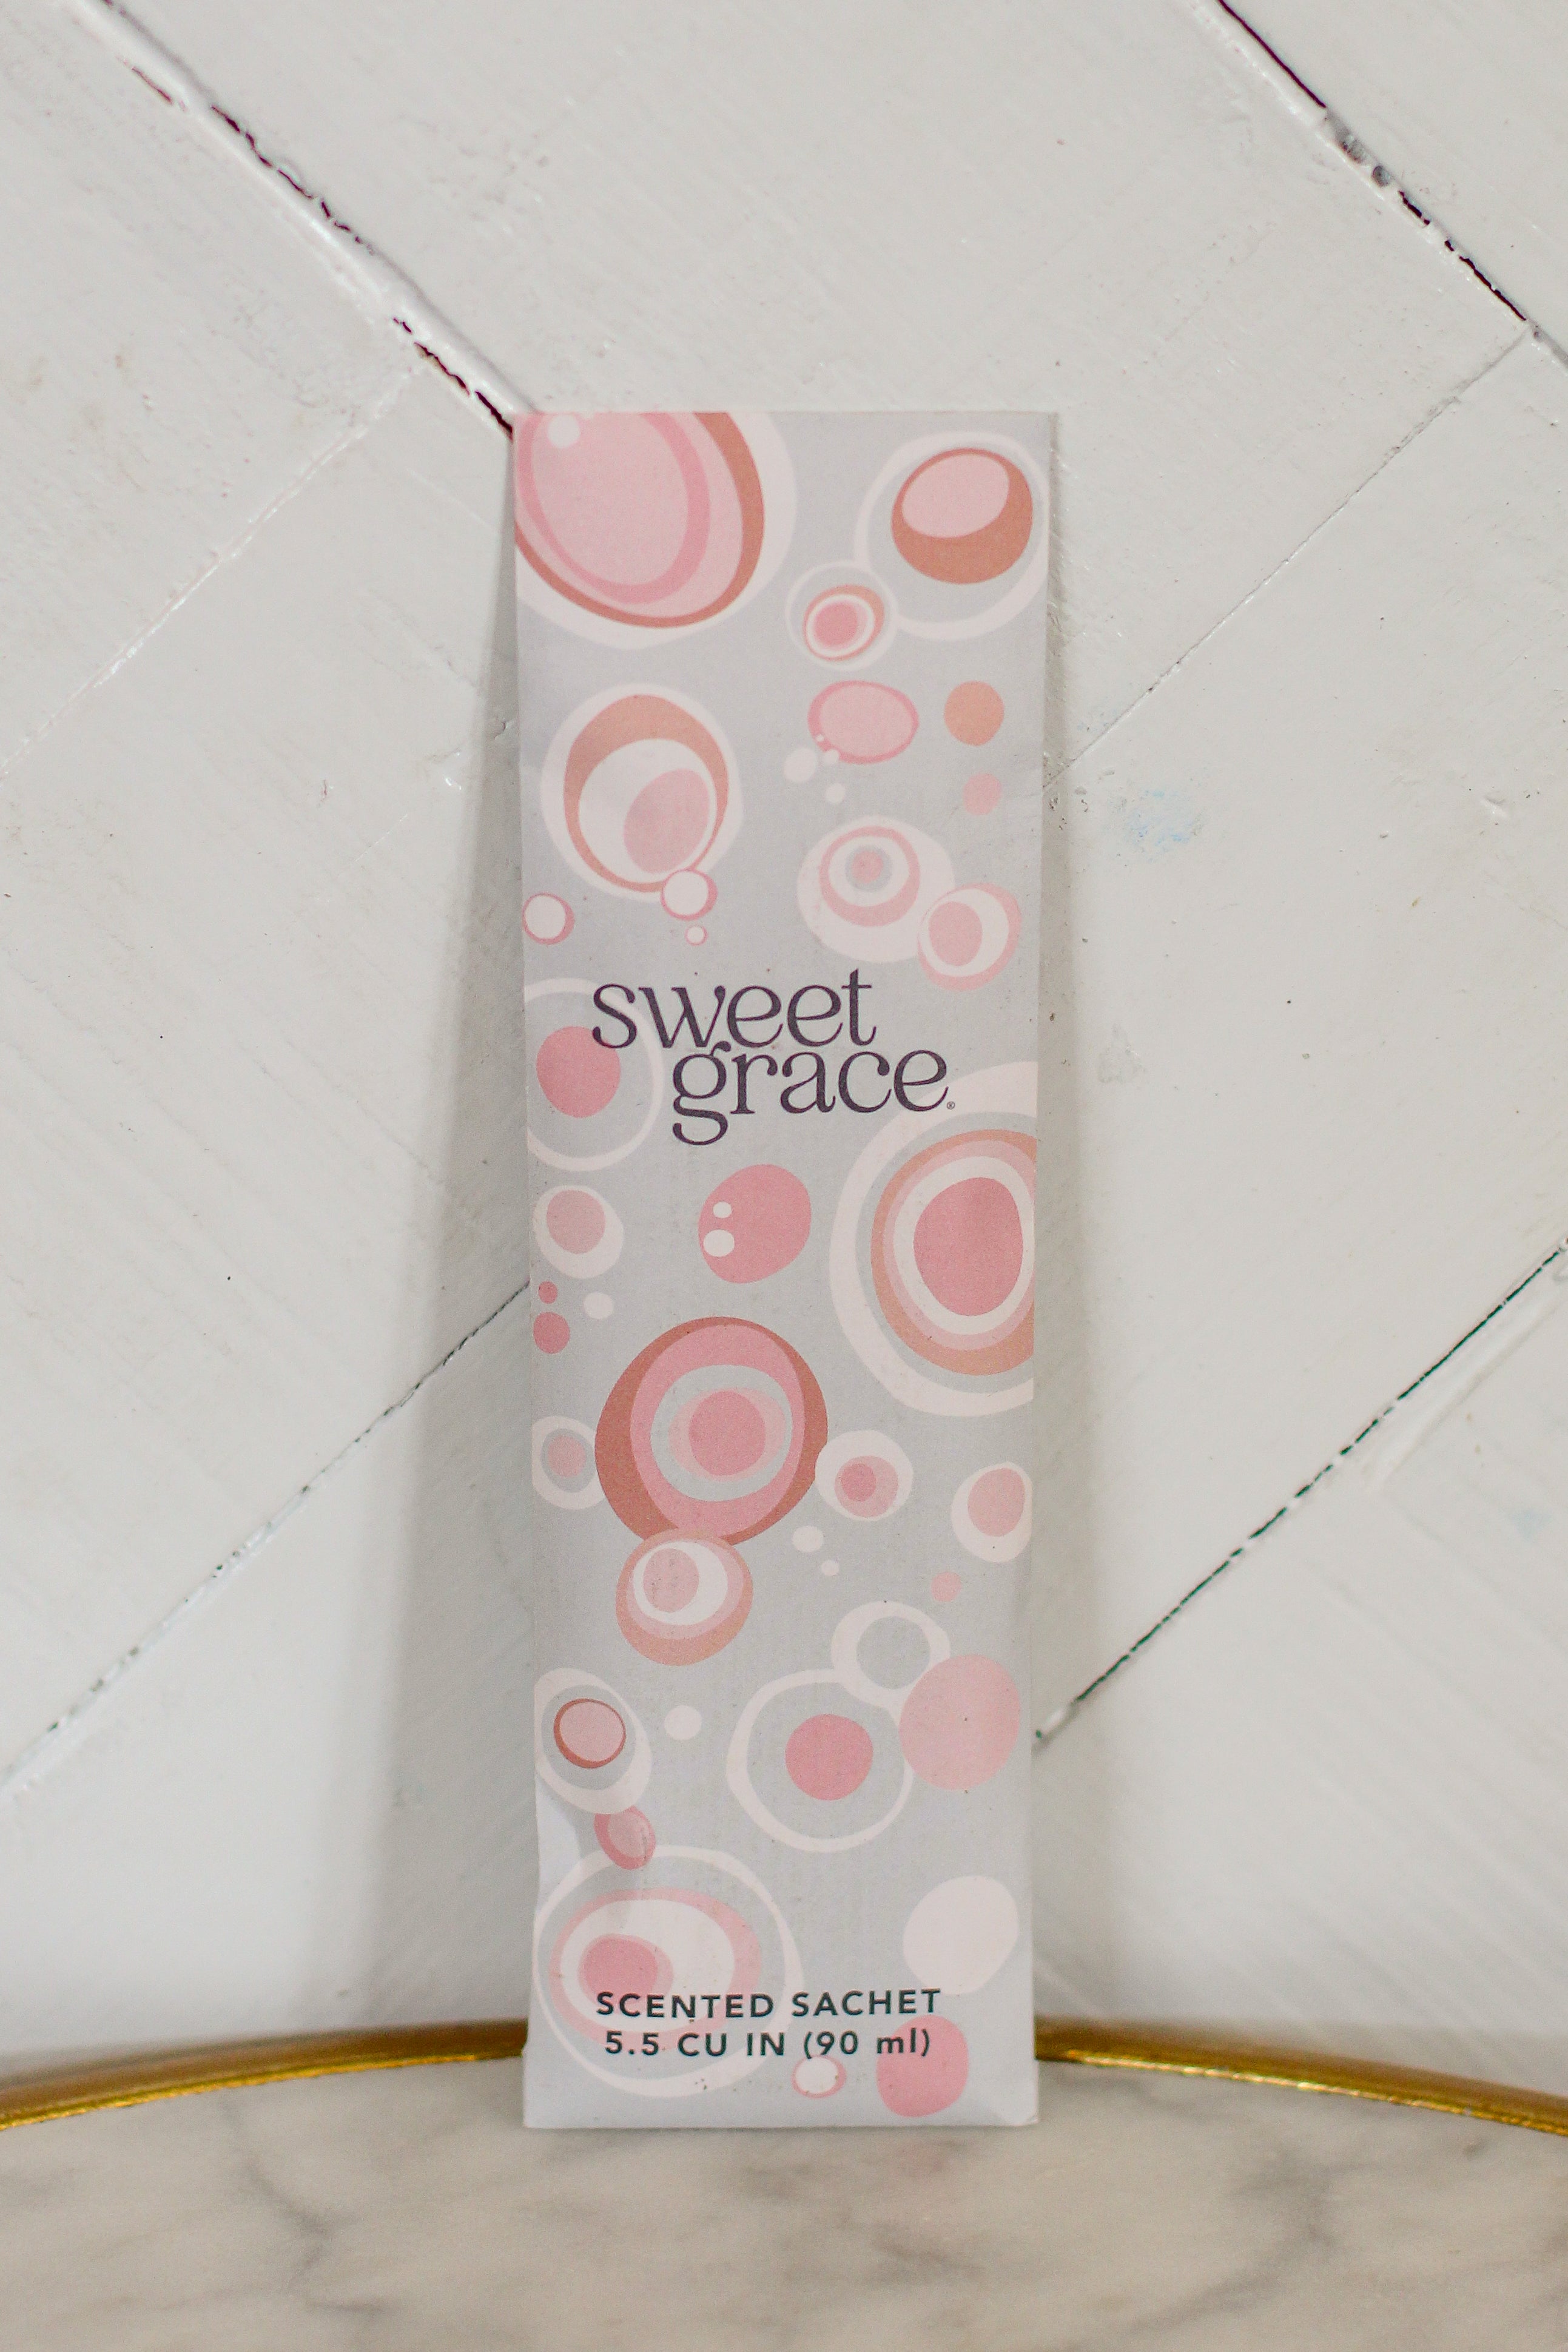 sweet
grace®
SCENTED SACHET
5.5 CU IN (90 ml)